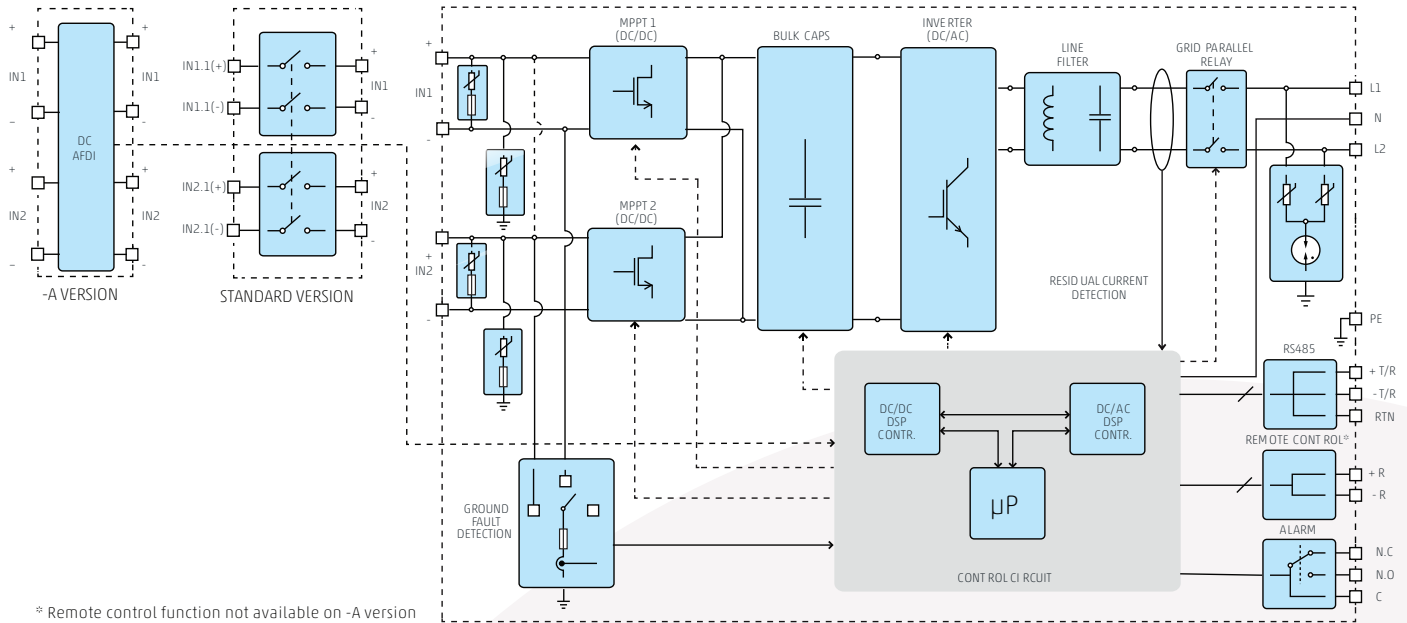 +
IN1
−
+
IN2
−
DC
AFDI
+
IN1
-
+
IN2
-
-A VERSION
IN1.1(+)
IN1.1(-)
IN2.1(+)
IN2.1(-)
+
IN1
-
+
IN2
-
STANDARD VERSION
+
IN1
-
+
IN2
-
MPPT 1
(DC/DC)
MPPT 2
(DC/DC)
BULK CAPS
INVERTER
(DC/AC)
LINE
FILTER
GRID PARALLEL
RELAY
L1
N
L2
RESIDUAL CURRENT
DETECTION
PE
RS485
+ T/R
- T/R
RTN
REMOTE CONTROL*
+ R
- R
ALARM
N.C
N.O
C
DC/DC
DSP
CONTR.
DC/AC
DSP
CONTR.
µP
CONTROL CIRCUIT
GROUND
FAULT
DETECTION
* Remote control function not available on -A version